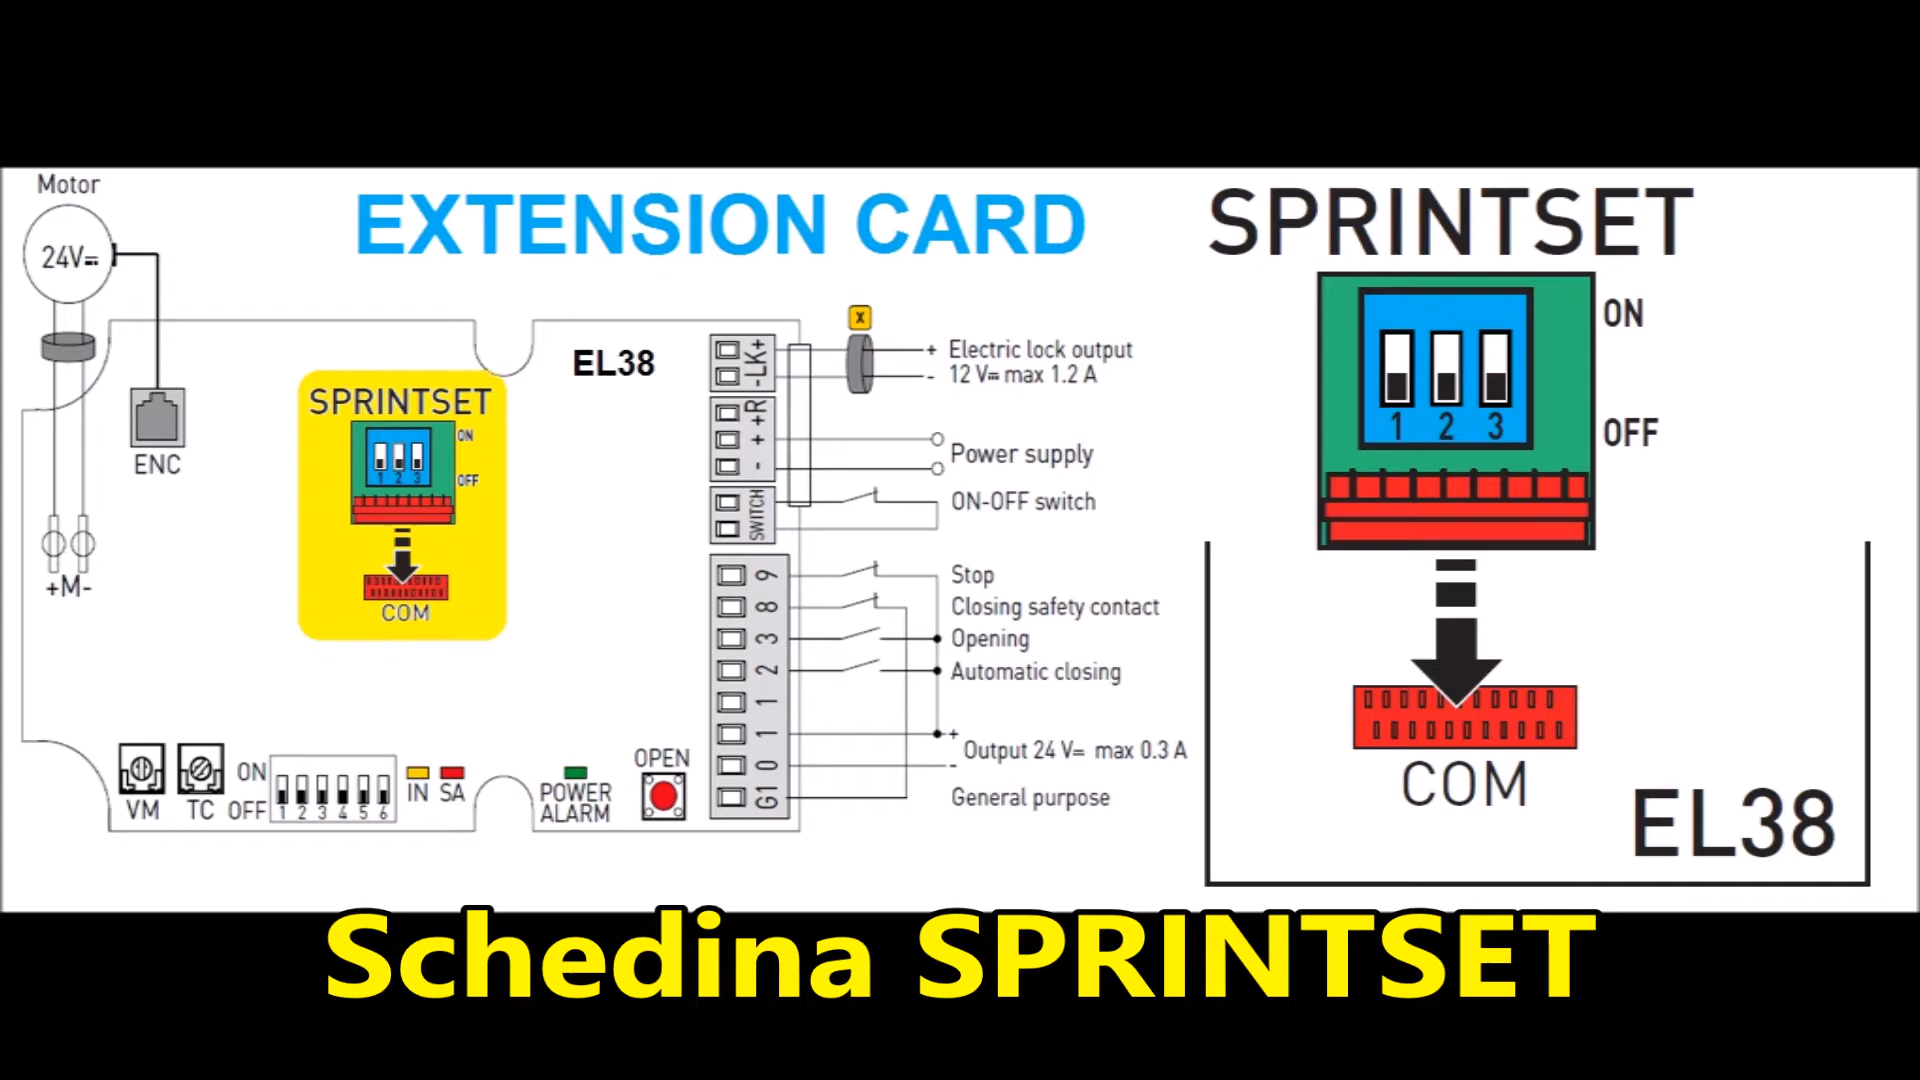 Motor
24V=
ENC
+M-
EXTENSION CARD
EL38
SPRINTSET
ON
1 2 3
OFF
COM
VM
TC
ON
OFF
1 2 3 4 5 6
IN
SA
POWER
ALARM
OPEN
-LK+
- + +R
SWITCH
9
8
3
2
1
1
0
G1
X
+ Electric lock output
- 12 V= max 1.2 A
Power supply
ON-OFF switch
Stop
Closing safety contact
Opening
Automatic closing
+
Output 24 V= max 0.3 A
-
General purpose
SPRINTSET
ON
1 2 3
OFF
COM
EL38
Schedina SPRINTSET